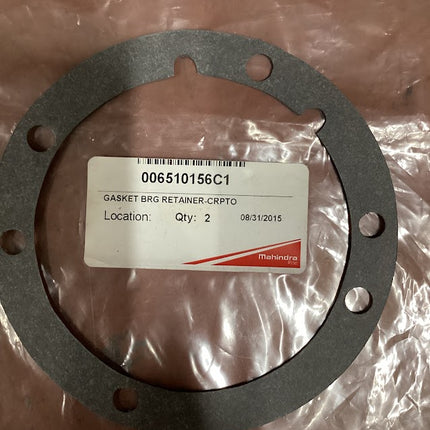 006510156C1
GASKET BRG RETAINER-CRPTO
Location: Qty: 2 08/31/2015
Mahindra